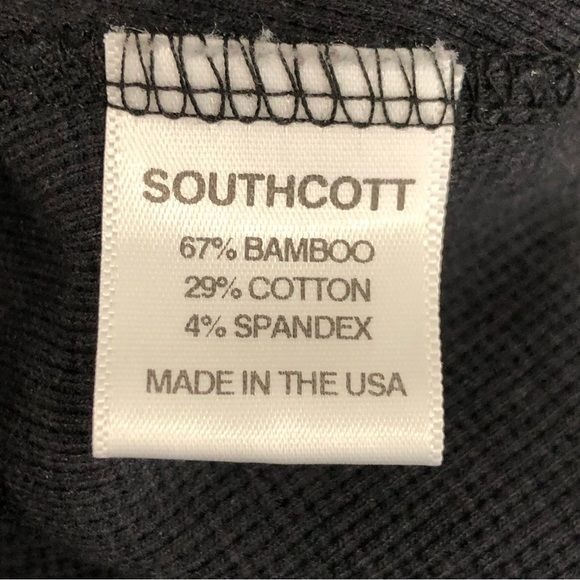 SOUTHCOTT
67% BAMBOO
29% COTTON
4% SPANDEX
MADE IN THE USA